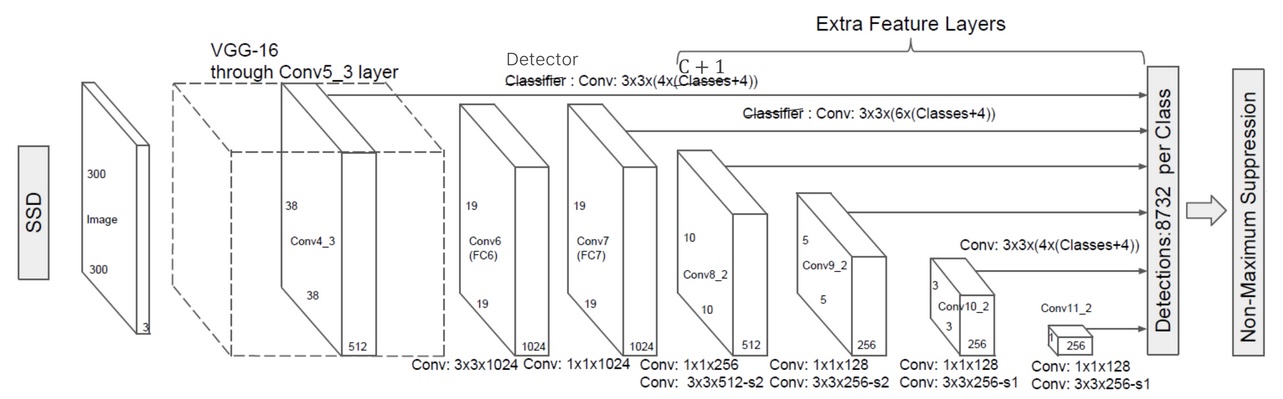 Extra Feature Layers
VGG-16
through Conv5_3 layer
Detector
C + 1
Classifier : Conv: 3x3x(4x(Classes+4))
Classifier : Conv: 3x3x(6x(Classes+4))
SSD
300
Image
300
3
38
Conv4_3
38
512
19
Conv6
(FC6)
19
1024
19
Conv7
(FC7)
19
1024
10
Conv8_2
10
512
5
Conv9_2
5
256
Conv: 3x3x(4x(Classes+4))
3
Conv10_2
3
256
Conv11_2
1
256
Conv: 3x3x1024
Conv: 1x1x1024
Conv: 1x1x256
Conv: 3x3x512-s2
Conv: 1x1x128
Conv: 3x3x256-s2
Conv: 1x1x128
Conv: 3x3x256-s1
Conv: 1x1x128
Conv: 3x3x256-s1
Detections:8732 per Class
Non-Maximum Suppression